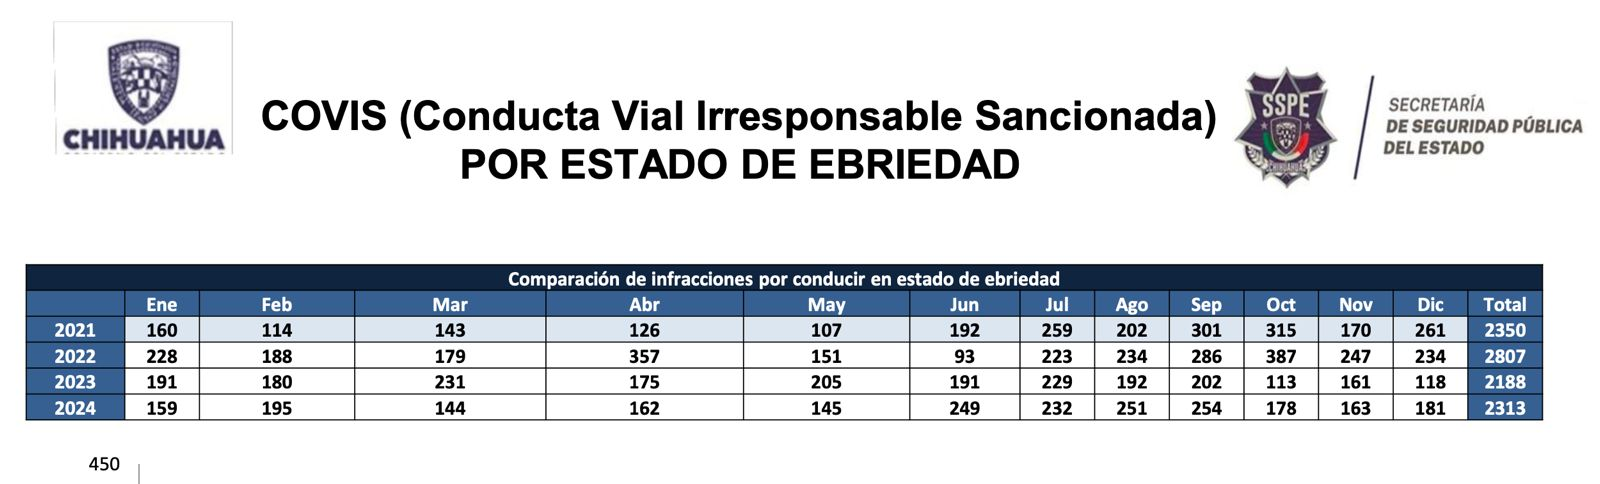 CHIHUAHUA
COVIS (Conducta Vial Irresponsable Sancionada)
POR ESTADO DE EBRIEDAD
SSPE
CHIHUAHUA
SECRETARÍA
DE SEGURIDAD PÚBLICA
DEL ESTADO
Comparación de infracciones por conducir en estado de ebriedad
Ene Feb Mar Abr May Jun Jul Ago Sep Oct Nov Dic Total
2021 160 114 143 126 107 192 259 202 301 315 170 261 2350
2022 228 188 179 357 151 93 223 234 286 387 247 234 2807
2023 191 180 231 175 205 191 229 192 202 113 161 118 2188
2024 159 195 144 162 145 249 232 251 254 178 163 181 2313
450